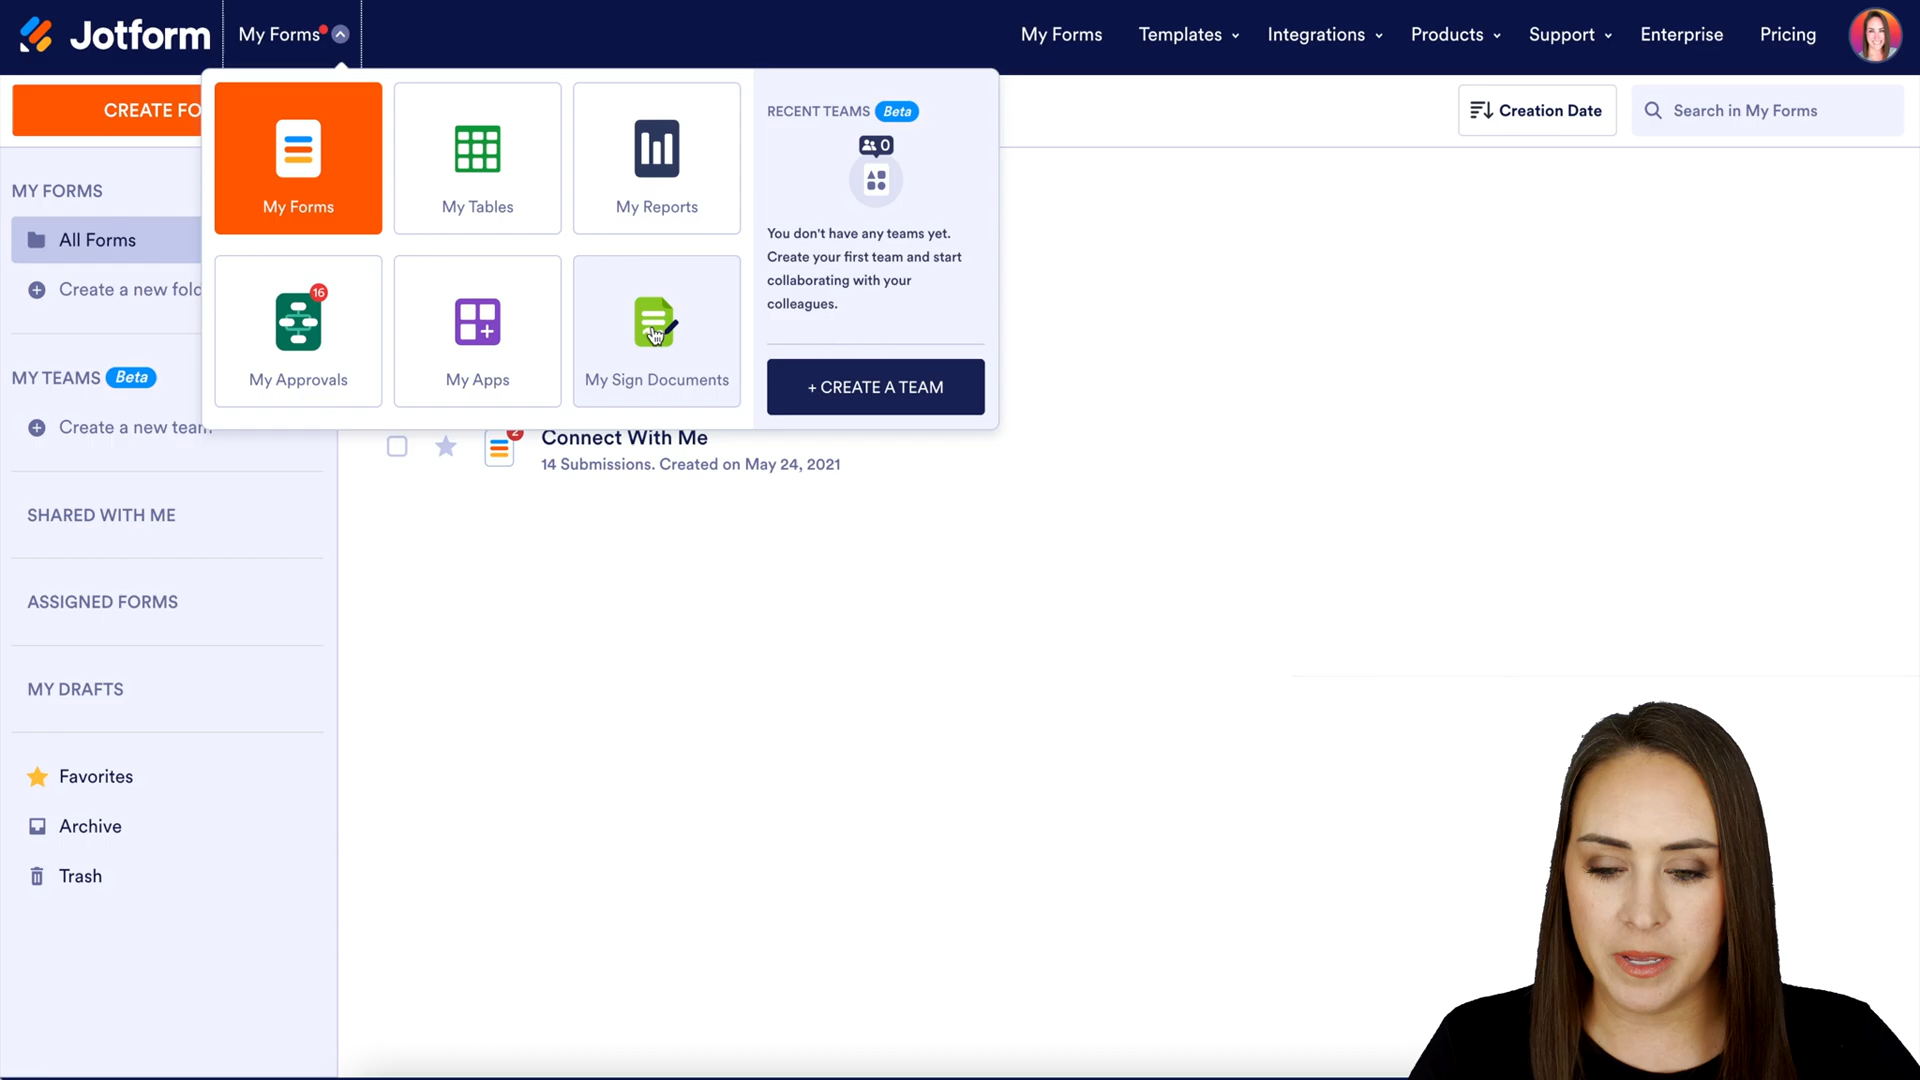 Jotform
My Forms
My Forms
Templates
Integrations
Products
Support
Enterprise
Pricing
CREATE FO
Creation Date
Search in My Forms
MY FORMS
All Forms
Create a new fold
MY TEAMS Beta
Create a new team
SHARED WITH ME
ASSIGNED FORMS
MY DRAFTS
Favorites
Archive
Trash
My Forms
My Tables
My Reports
16
My Approvals
My Apps
My Sign Documents
RECENT TEAMS Beta
0
You don't have any teams yet.
Create your first team and start
collaborating with your
colleagues.
+ CREATE A TEAM
2
Connect With Me
14 Submissions. Created on May 24, 2021